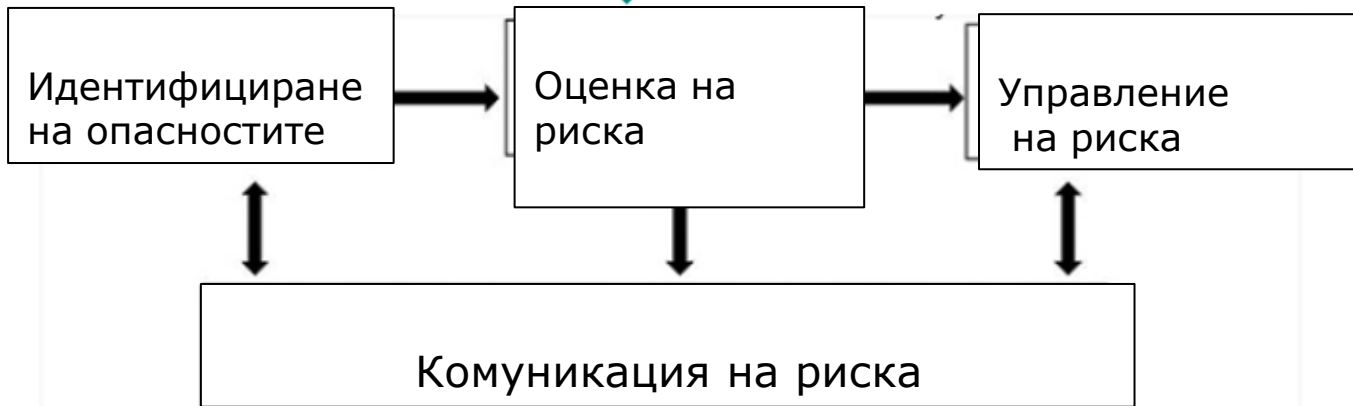 Идентифициране
на опасностите
Оценка на
риска
Управление
на риска
Комуникация на риска